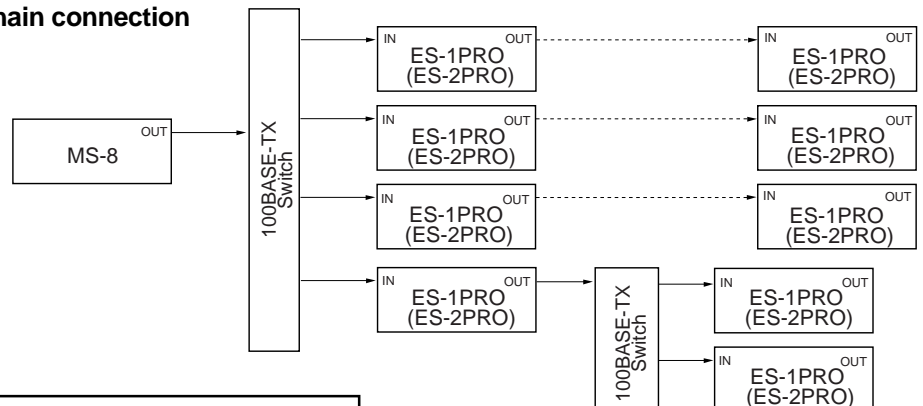 hain connection
MS-8
OUT
100BASE-TX
Switch
IN
OUT
ES-1PRO
(ES-2PRO)
IN
OUT
ES-1PRO
(ES-2PRO)
IN
OUT
ES-1PRO
(ES-2PRO)
IN
OUT
ES-1PRO
(ES-2PRO)
IN
OUT
ES-1PRO
(ES-2PRO)
IN
OUT
ES-1PRO
(ES-2PRO)
IN
OUT
ES-1PRO
(ES-2PRO)
100BASE-TX
Switch
IN
OUT
ES-1PRO
(ES-2PRO)
IN
OUT
ES-1PRO
(ES-2PRO)